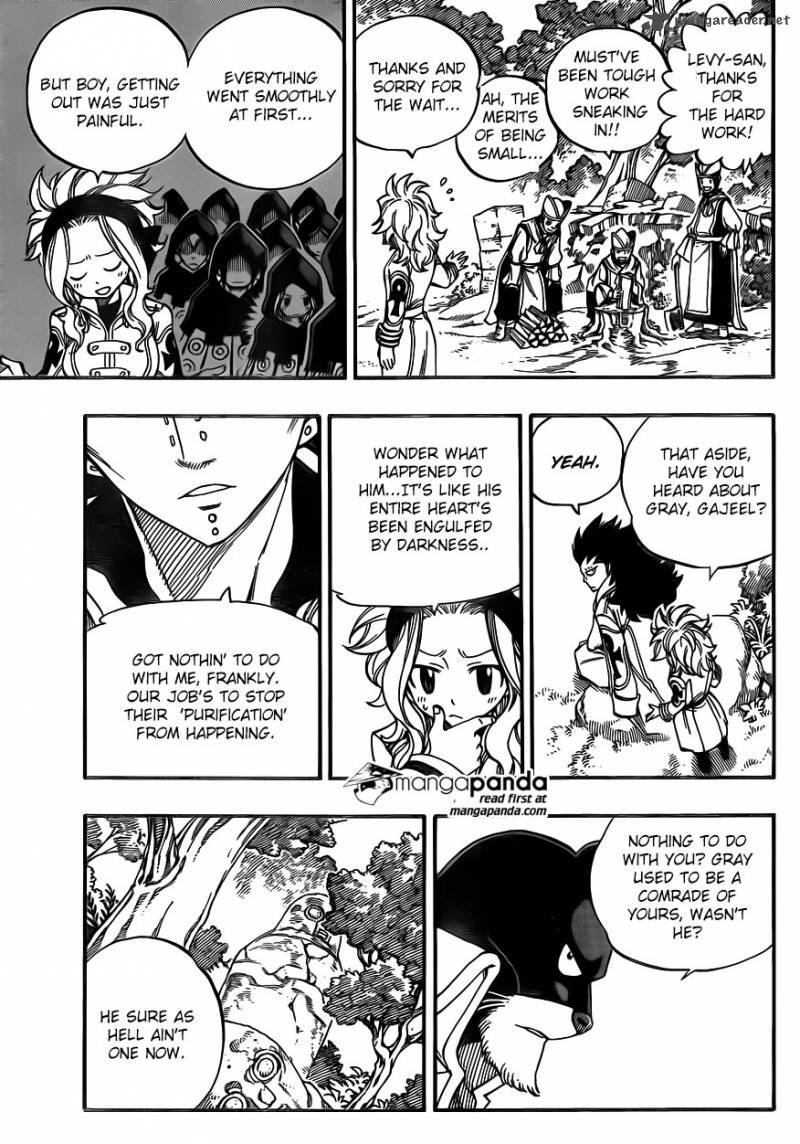 mangareader.net
LEVY-SAN,
THANKS
FOR
THE HARD
WORK!
MUST'VE
BEEN TOUGH
WORK
SNEAKING
IN!!
AH, THE
MERITS
OF BEING
SMALL...
THANKS AND
SORRY FOR
THE WAIT...
EVERYTHING
WENT SMOOTHLY
AT FIRST...
BUT BOY, GETTING
OUT WAS JUST
PAINFUL.
THAT ASIDE,
HAVE YOU
HEARD ABOUT
GRAY, GAJEEL?
YEAH.
WONDER WHAT
HAPPENED TO
HIM...IT'S LIKE HIS
ENTIRE HEART'S
BEEN ENGULFED
BY DARKNESS..
GOT NOTHIN' TO DO
WITH ME, FRANKLY.
OUR JOB'S TO STOP
THEIR 'PURIFICATION'
FROM HAPPENING.
mangapanda
read first at
mangapanda.com
NOTHING TO DO
WITH YOU? GRAY
USED TO BE A
COMRADE OF
YOURS, WASN'T
HE?
HE SURE AS
HELL AIN'T
ONE NOW.